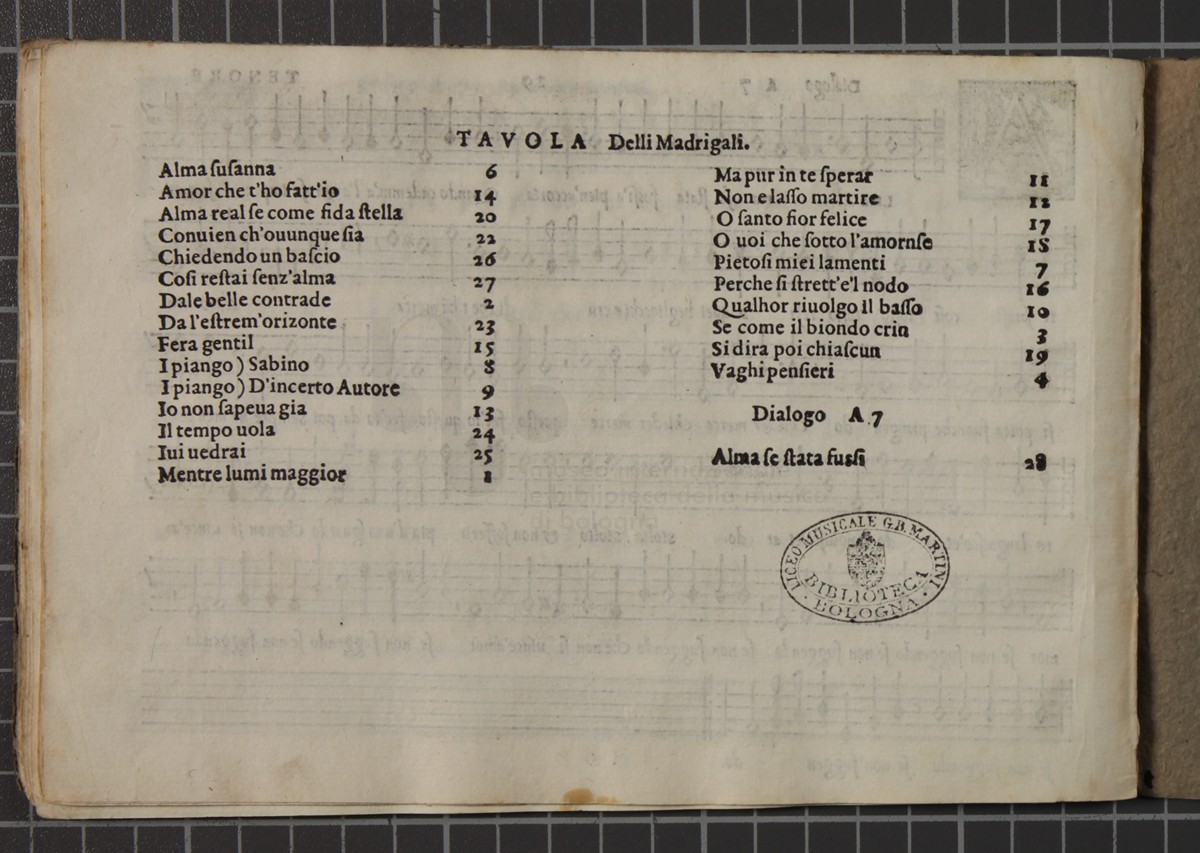 TAVOLA Delli Madrigali.
Alma ſuſanna 6
Amor che t'ho fatt'io 14
Alma real ſe come fida ſtella 20
Conuien ch'ouunque ſia 22
Chiedendo un baſcio 26
Coſi reſtai ſenz'alma 27
Dale belle contrade 2
Da l'eſtrem'orizonte 23
Fera gentil 15
I piango) Sabino 8
I piango) D'incerto Autore 9
Io non ſapeua gia 13
Il tempo uola 24
Iui uedrai 25
Mentre lumi maggior 1
Ma pur in te ſperar 11
Non e laſſo martire 12
O ſanto fior felice 17
O uoi che ſotto l'amornſe 18
Pietoſi miei lamenti 7
Perche ſi ſtrett'e'l nodo 16
Qualhor riuolgo il baſſo 10
Se come il biondo crin 3
Si dira poi chiaſcun 19
Vaghi penſieri 4
Dialogo A 7
Alma ſe ſtata fuſſi 28
LICEO MUSICALE G.B. MARTINI
BIBLIOTECA
BOLOGNA